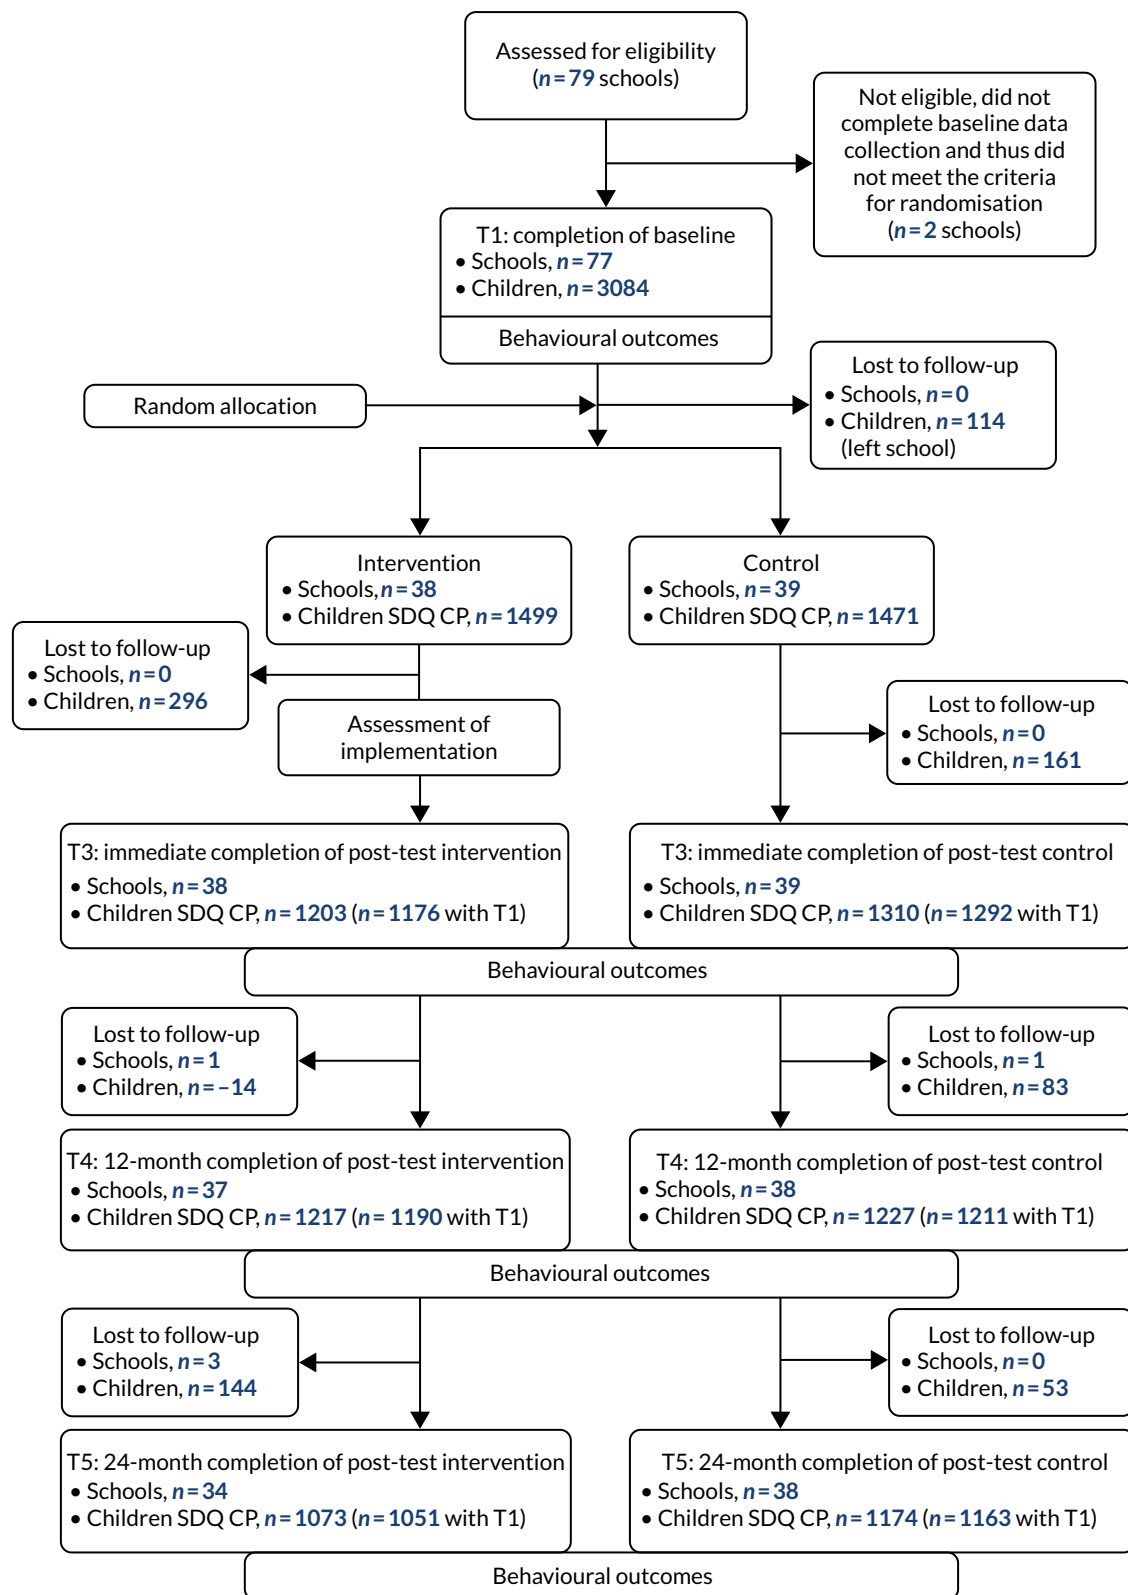 Assessed for eligibility
(n=79 schools)
Not eligible, did not
complete baseline data
collection and thus did
not meet the criteria
for randomisation
(n=2 schools)
T1: completion of baseline
• Schools, n=77
• Children, n=3084
Behavioural outcomes
Random allocation
Lost to follow-up
• Schools, n=0
• Children, n=114
(left school)
Intervention
• Schools, n=38
• Children SDQ CP, n=1499
Control
• Schools, n=39
• Children SDQ CP, n=1471
Lost to follow-up
• Schools, n=0
• Children, n=296
Assessment of
implementation
Lost to follow-up
• Schools, n=0
• Children, n=161
T3: immediate completion of post-test intervention
• Schools, n=38
• Children SDQ CP, n=1203 (n=1176 with T1)
T3: immediate completion of post-test control
• Schools, n=39
• Children SDQ CP, n=1310 (n=1292 with T1)
Behavioural outcomes
Lost to follow-up
• Schools, n=1
• Children, n=–14
Lost to follow-up
• Schools, n=1
• Children, n=83
T4: 12-month completion of post-test intervention
• Schools, n=37
• Children SDQ CP, n=1217 (n=1190 with T1)
T4: 12-month completion of post-test control
• Schools, n=38
• Children SDQ CP, n=1227 (n=1211 with T1)
Behavioural outcomes
Lost to follow-up
• Schools, n=3
• Children, n=144
Lost to follow-up
• Schools, n=0
• Children, n=53
T5: 24-month completion of post-test intervention
• Schools, n=34
• Children SDQ CP, n=1073 (n=1051 with T1)
T5: 24-month completion of post-test control
• Schools, n=38
• Children SDQ CP, n=1174 (n=1163 with T1)
Behavioural outcomes